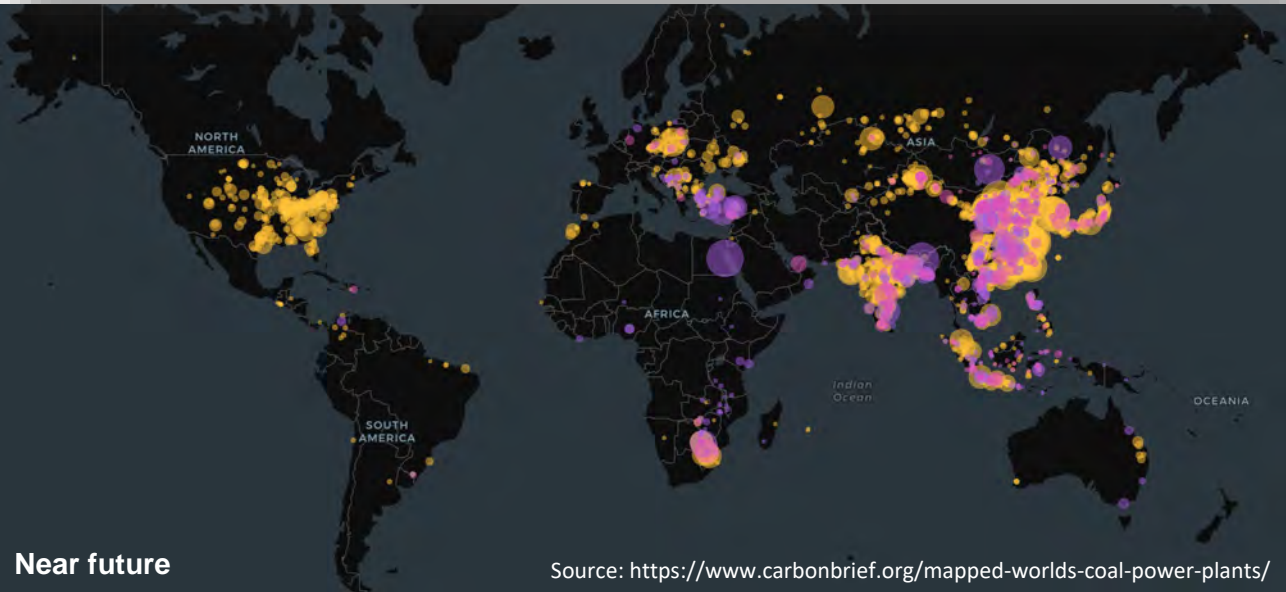 NORTH
AMERICA
ASIA
AFRICA
Indian
Ocean
OCEANIA
SOUTH
AMERICA
Near future
Source: https://www.carbonbrief.org/mapped-worlds-coal-power-plants/